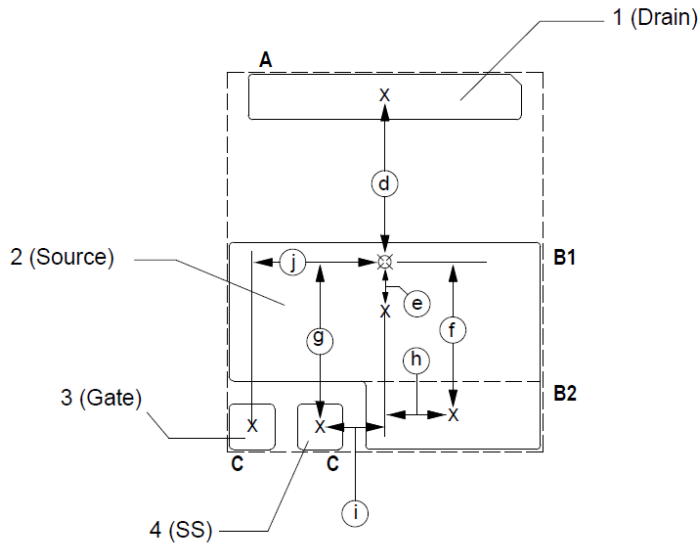 1 (Drain)
A
X
d
2 (Source)
j
B1
e
X
g
f
h
3 (Gate)
B2
X
X
X
C
C
i
4 (SS)